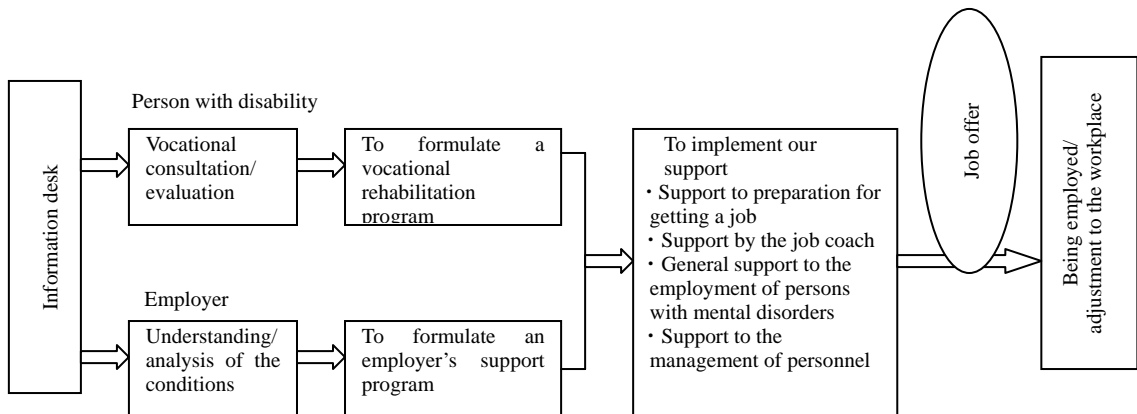 Information desk
Person with disability
Vocational
consultation/
evaluation
To formulate a
vocational
rehabilitation
program
Employer
Understanding/
analysis of the
conditions
To formulate an
employer’s support
program
To implement our
support
・Support to preparation for
getting a job
・Support by the job coach
・General support to the
employment of persons
with mental disorders
・Support to the
management of personnel
Job offer
Being employed/
adjustment to the workplace